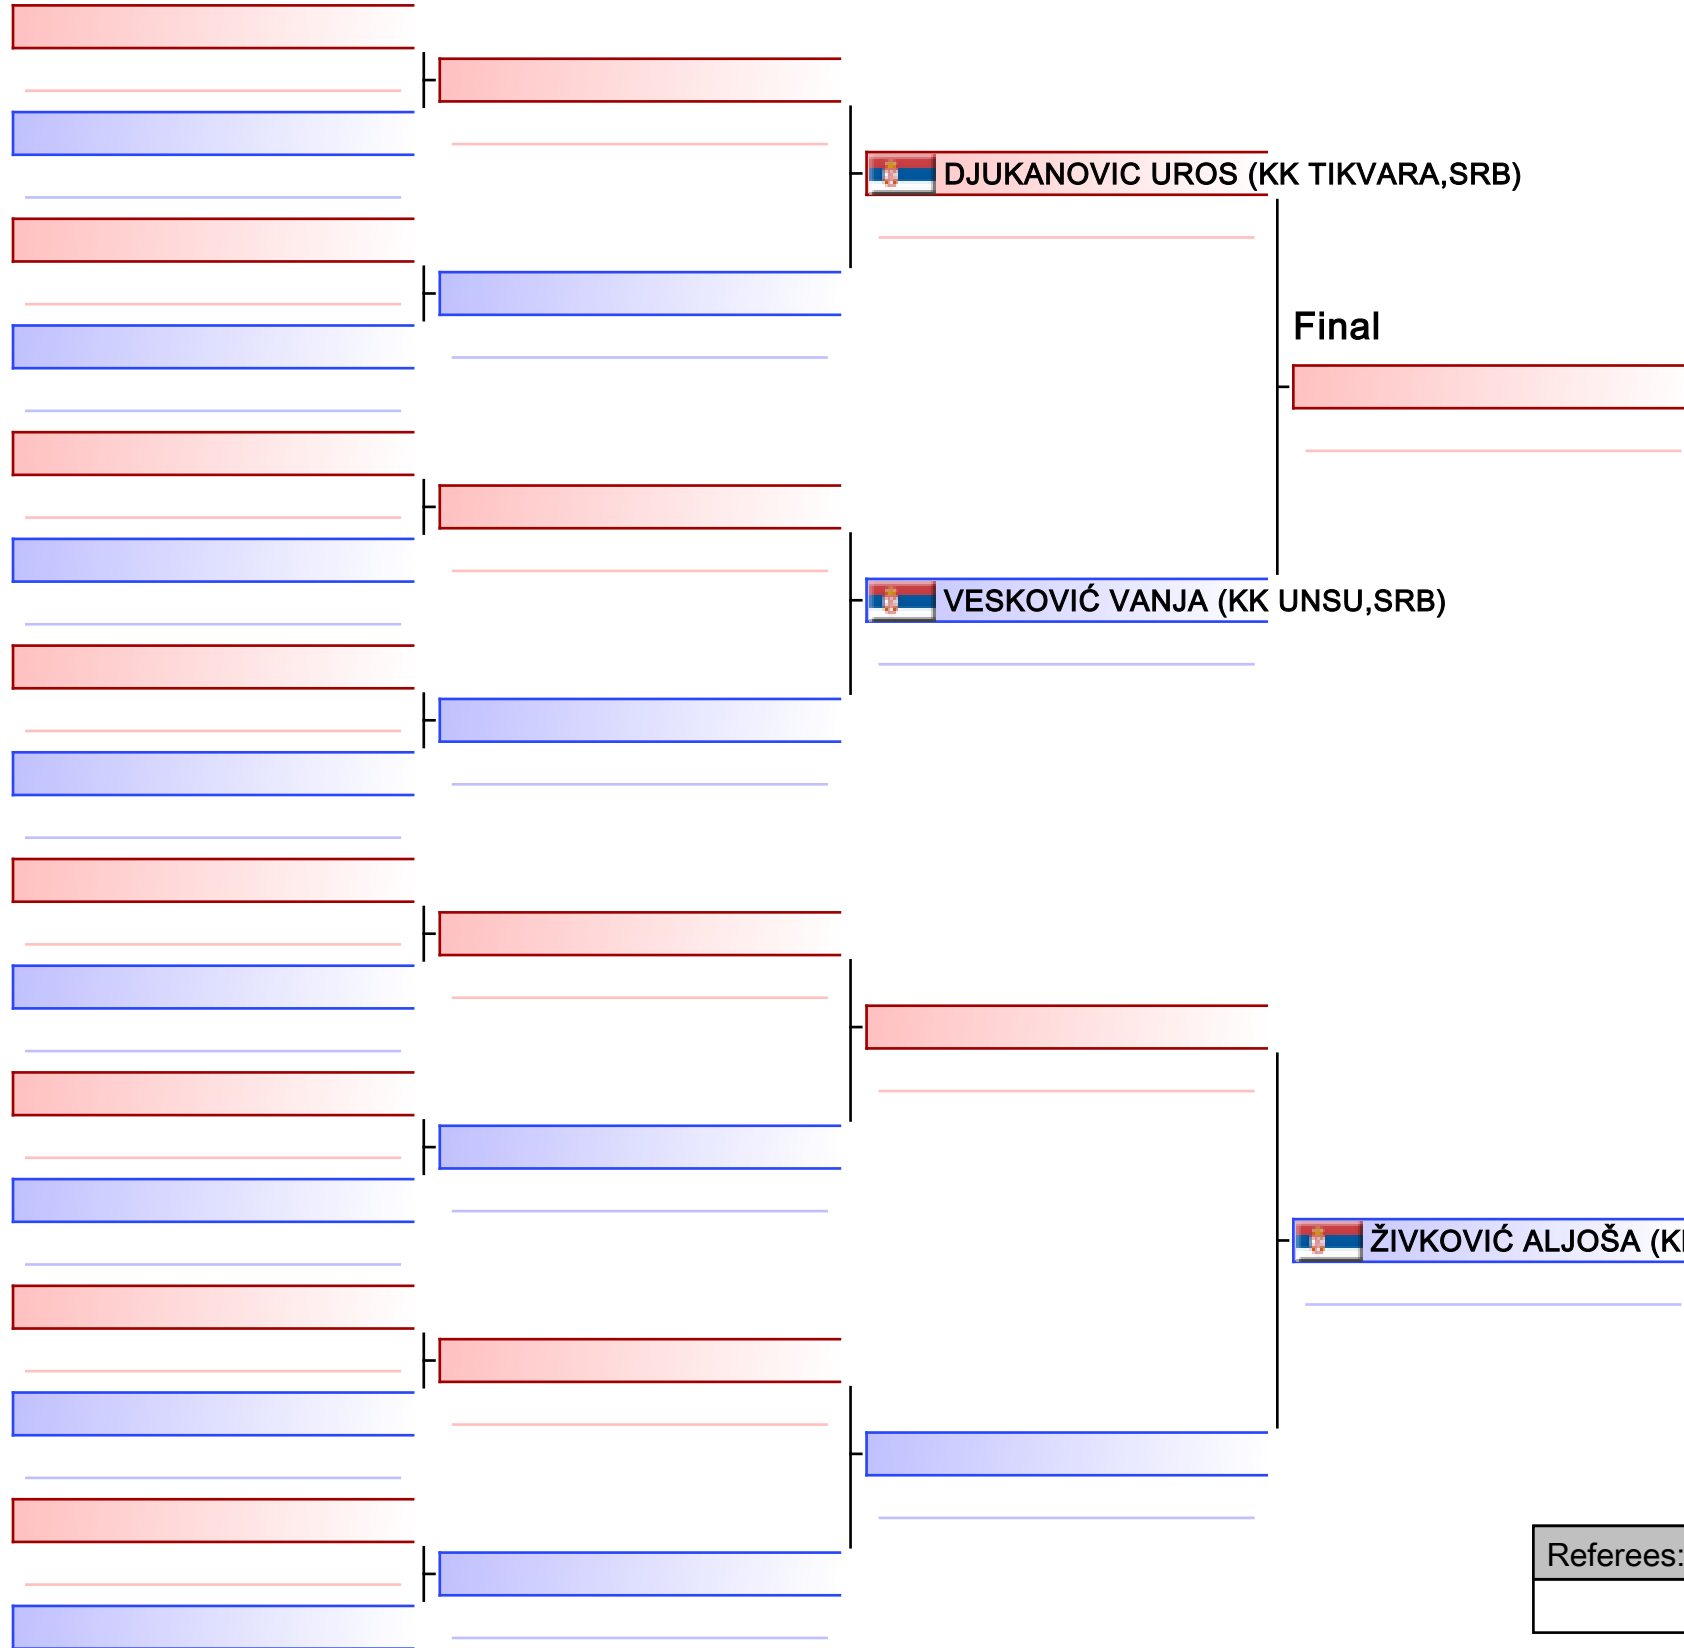 DJUKANOVIC UROS (KK TIKVARA,SRB)
Final
VESKOVIĆ VANJA (KK UNSU,SRB)
ŽIVKOVIĆ ALJOŠA
Referees: